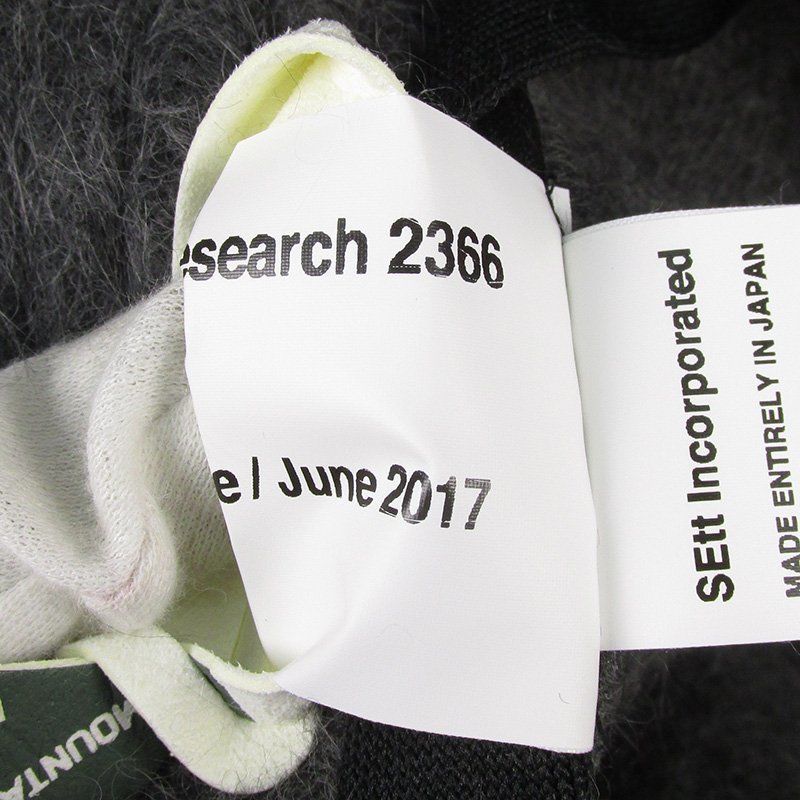 esearch 2366
e / June 2017
SEtt Incorporated
MADE ENTIRELY IN JAPAN
MOUNTA